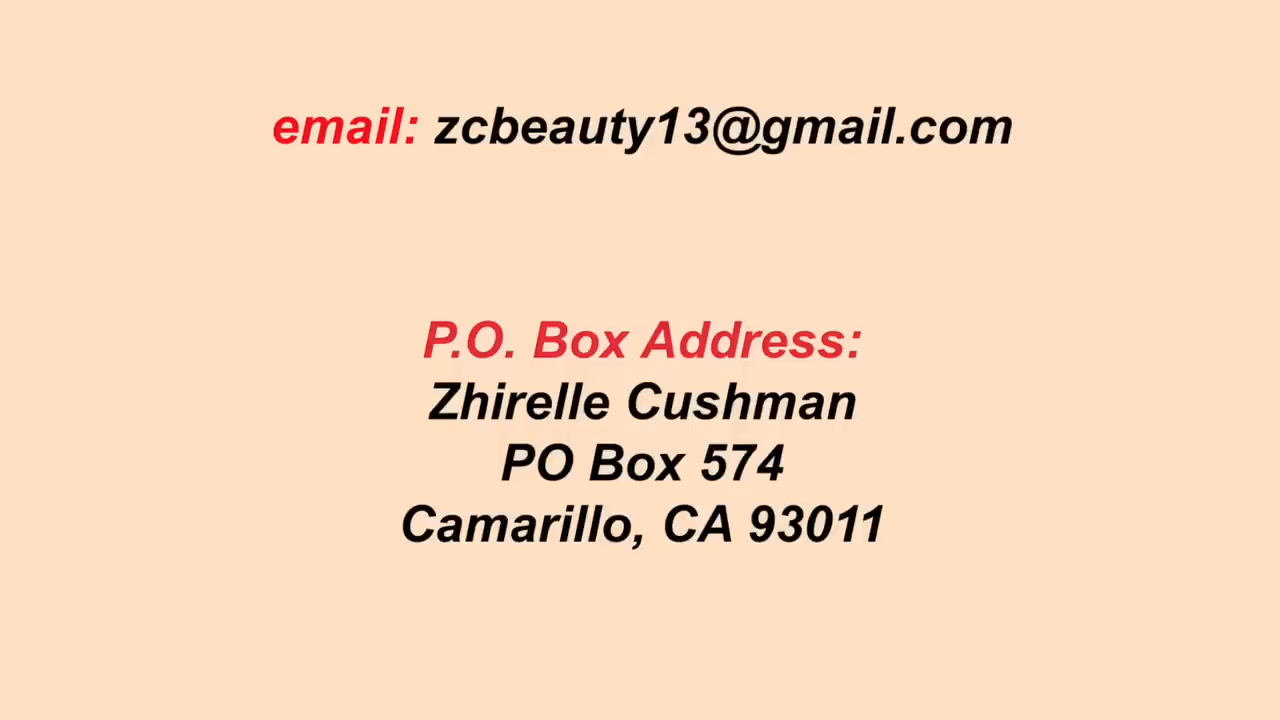 email: zcbeauty13@gmail.com
P.O. Box Address:
Zhirelle Cushman
PO Box 574
Camarillo, CA 93011